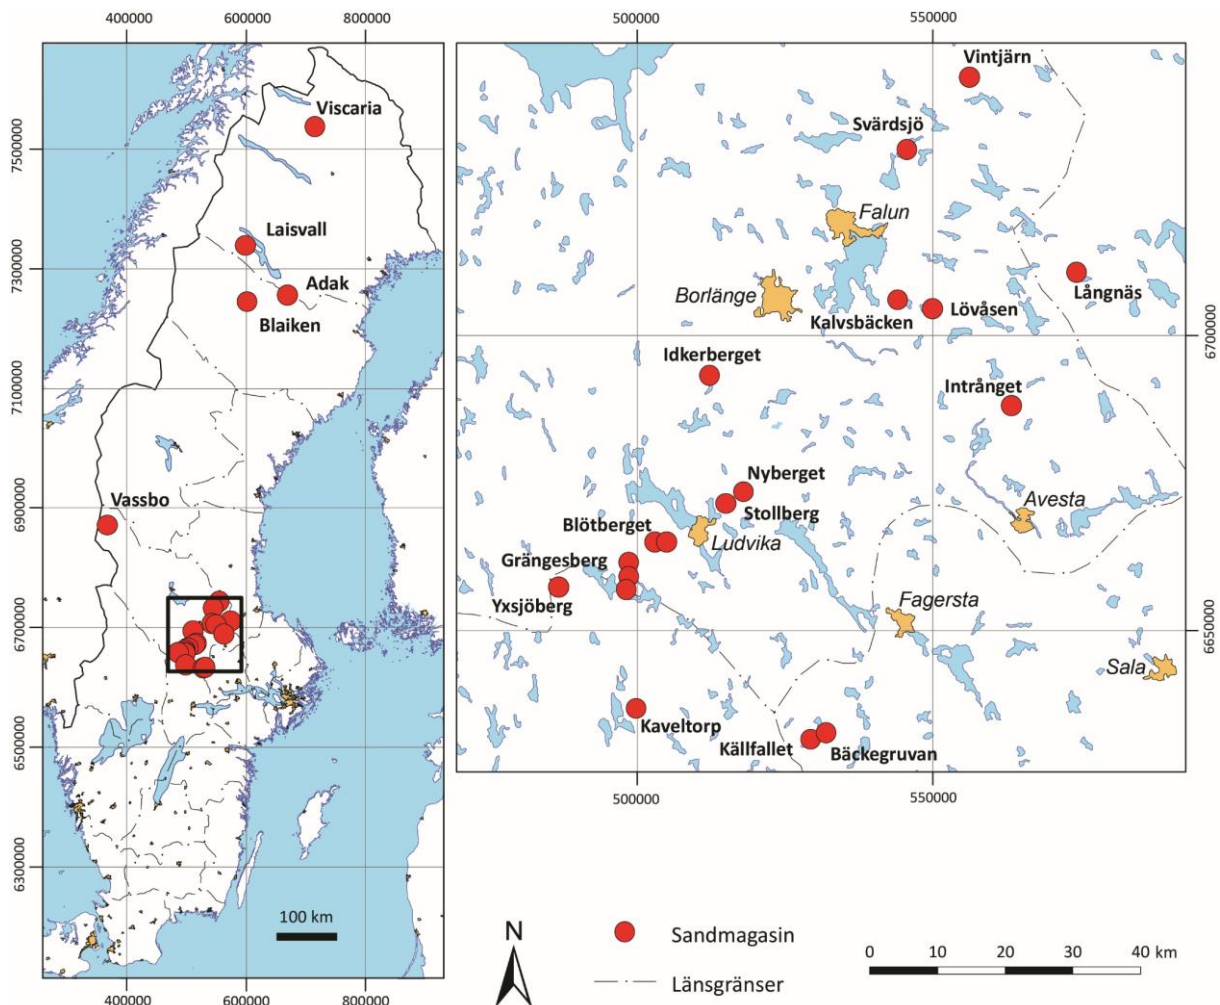 400000
600000
800000
500000
550000
Vintjärn
Viscaria
Svärdsjö
7500000
Falun
Laisvall
Adak
7300000
Långnäs
Borlänge
Blaiken
Kalvsbäcken
Lövåsen
6700000
Idkerberget
Intrånget
7100000
Nyberget
Vassbo
Avesta
6900000
Stollberg
Blötberget
Ludvika
Grängesberg
Fagersta
Yxsjöberg
6700000
6650000
Sala
Kaveltorp
6500000
Källfallet
Bäckegruvan
500000
550000
6300000
100 km
N
Sandmagasin
0
10
20
30
40 km
Länsgränser
400000
600000
800000